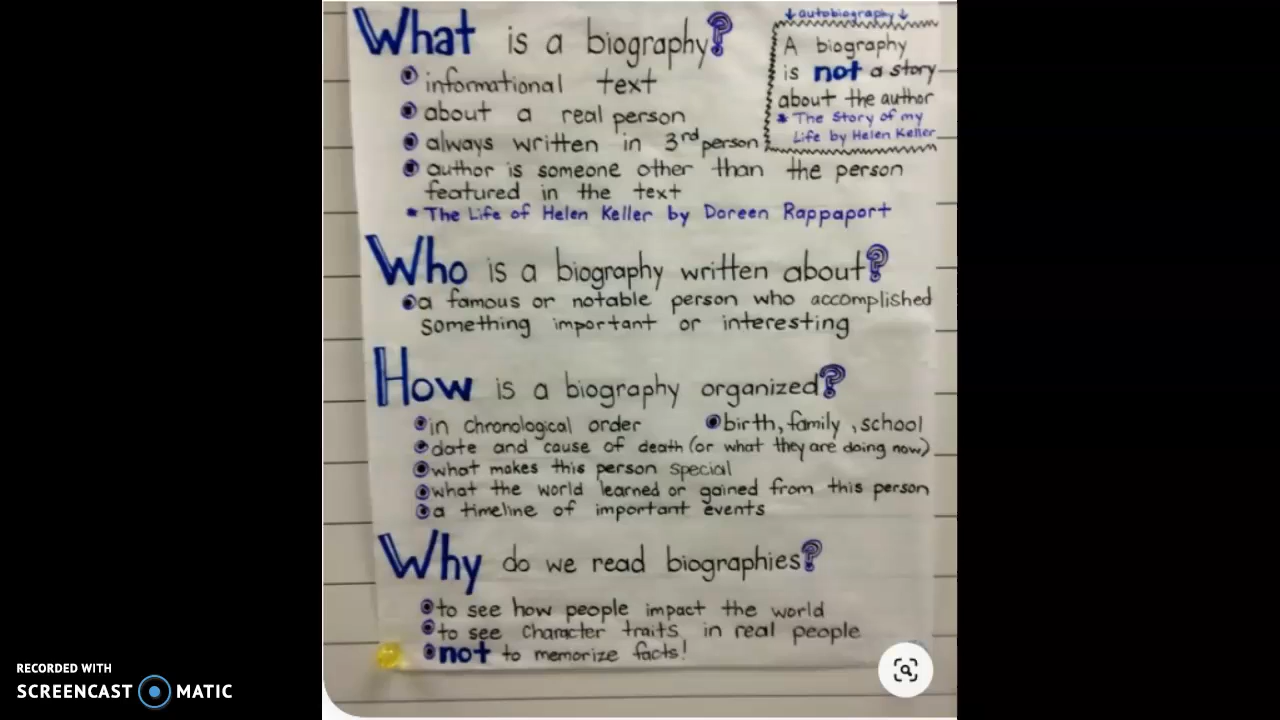 What is a biography?
informational text
about a real person
always written in 3rd person
author is someone other than the person
featured in the text
* The Life of Helen Keller by Doreen Rappaport
↓ autobiography ↓
A biography
is not a story
about the author
* The Story of my
Life by Helen Keller
Who is a biography written about?
a famous or notable person who accomplished
something important or interesting
How is a biography organized?
in chronological order
birth, family, school
date and cause of death (or what they are doing now)
what makes this person special
what the world learned or gained from this person
a timeline of important events
Why do we read biographies?
to see how people impact the world
to see character traits in real people
not to memorize facts!
RECORDED WITH
SCREENCAST MATIC